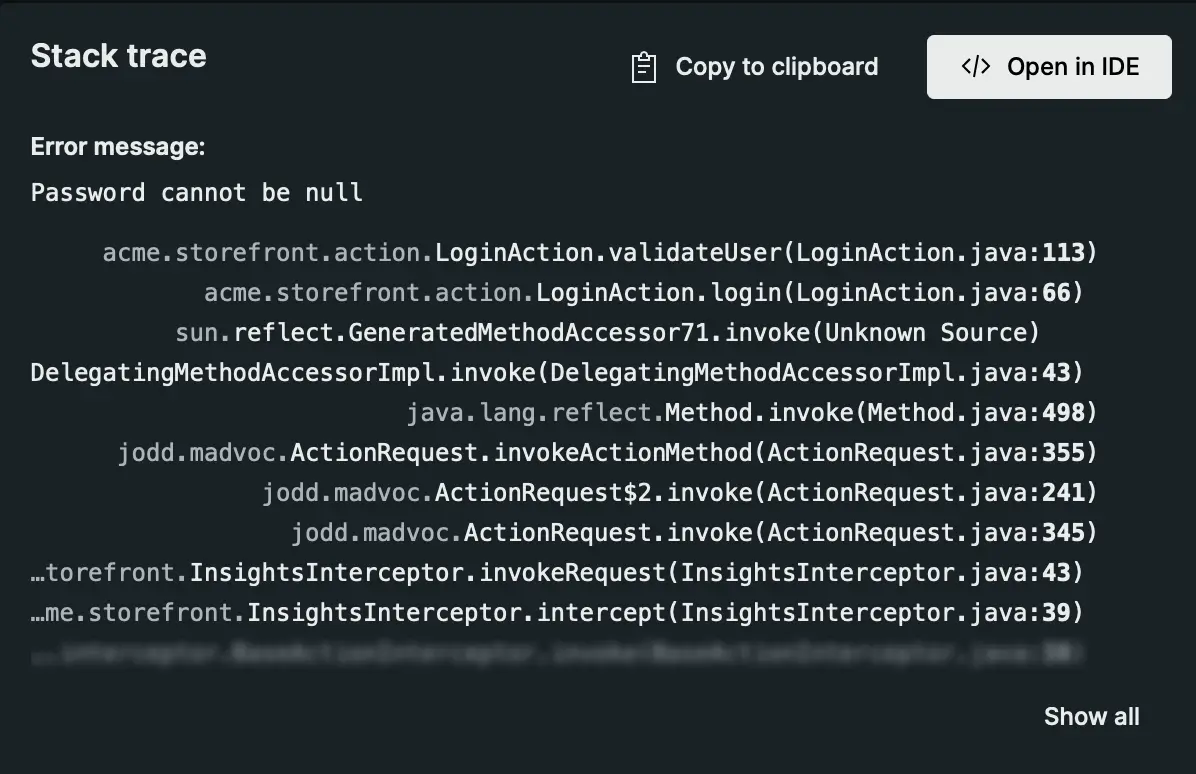 Stack trace
Copy to clipboard
</> Open in IDE
Error message:
Password cannot be null
acme.storefront.action.LoginAction.validateUser(LoginAction.java:113)
acme.storefront.action.LoginAction.login(LoginAction.java:66)
sun.reflect.GeneratedMethodAccessor71.invoke(Unknown Source)
DelegatingMethodAccessorImpl.invoke(DelegatingMethodAccessorImpl.java:43)
java.lang.reflect.Method.invoke(Method.java:498)
jodd.madvoc.ActionRequest.invokeActionMethod(ActionRequest.java:355)
jodd.madvoc.ActionRequest$2.invoke(ActionRequest.java:241)
jodd.madvoc.ActionRequest.invoke(ActionRequest.java:345)
…torefront.InsightsInterceptor.invokeRequest(InsightsInterceptor.java:43)
…me.storefront.InsightsInterceptor.intercept(InsightsInterceptor.java:39)
Show all